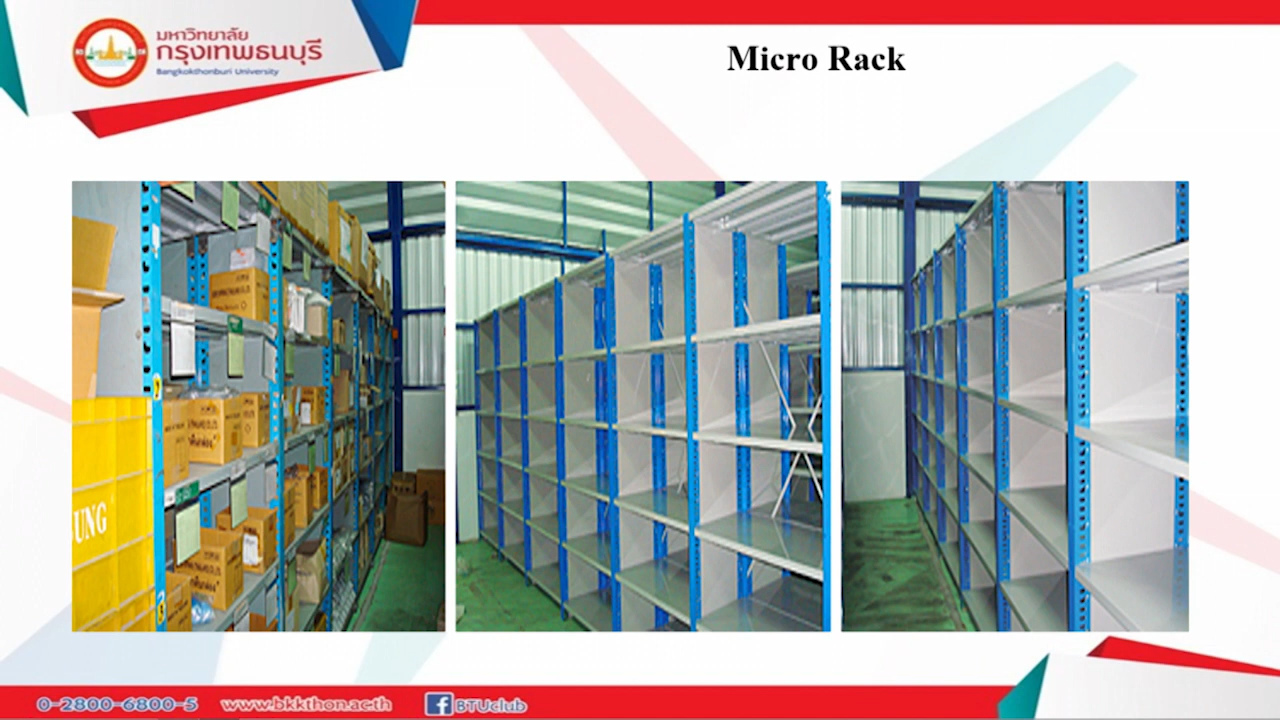 มหาวิทยาลัย
กรุงเทพธนบุรี
Bangkokthonburi University
Micro Rack
UNG
0-2800-6800-5 www.bkkthon.ac.th BTUclub